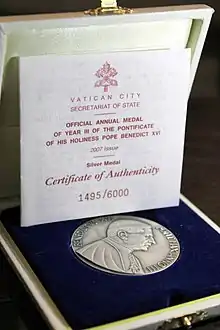 VATICAN CITY
SECRETARIAT OF STATE
OFFICIAL ANNUAL MEDAL
OF YEAR III OF THE PONTIFICATE
OF HIS HOLINESS POPE BENEDICT XVI
2007 Issue
Silver Medal
Certificate of Authenticity
1495/6000